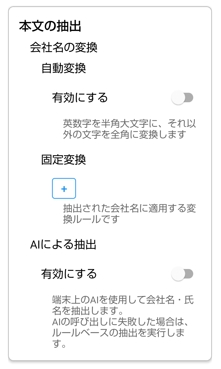 本文の抽出
会社名の変換
自動変換
有効にする
英数字を半角大文字に、それ以
外の文字を全角に変換します
固定変換
+
抽出された会社名に適用する変
換ルールです
AIによる抽出
有効にする
端末上のAIを使用して会社名・氏
名を抽出します。
AIの呼び出しに失敗した場合は、
ルールベースの抽出を実行しま
す。